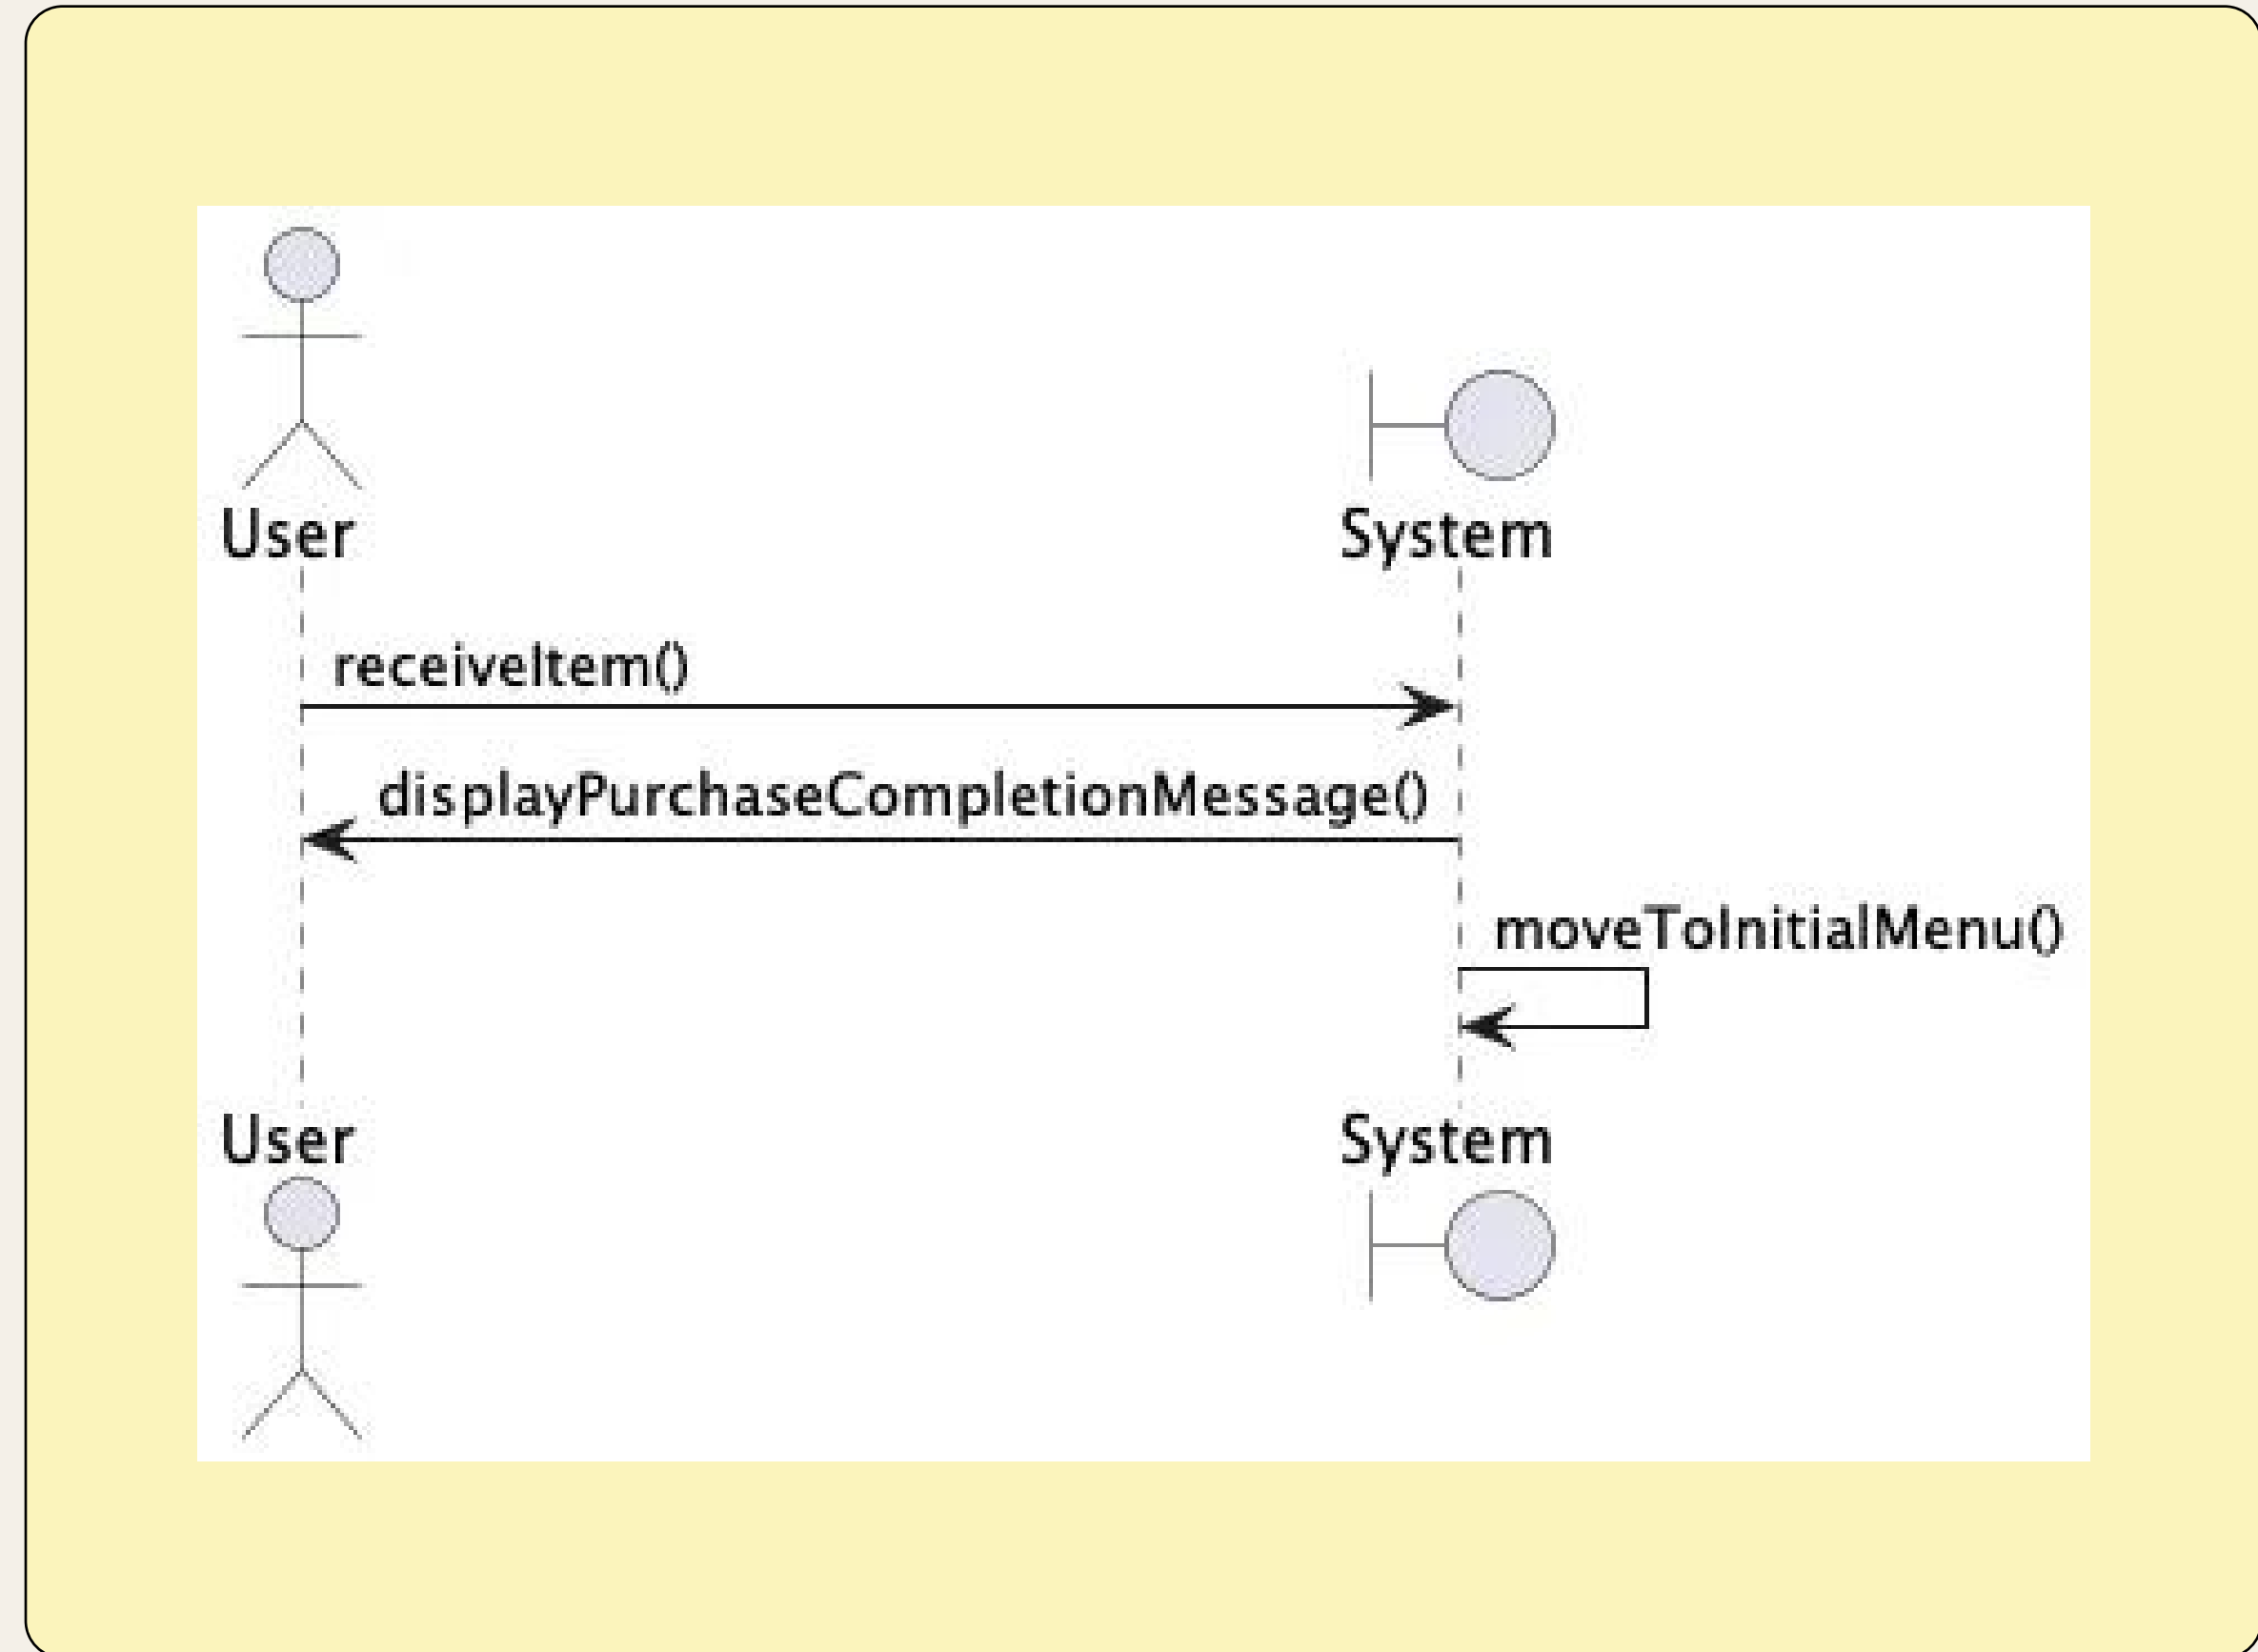 User
System
receiveItem()
displayPurchaseCompletionMessage()
moveToInitialMenu()
User
System